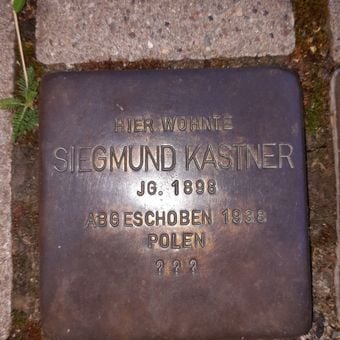 HIER WOHNTE
SIEGMUND KASTNER
JG. 1898
ABGESCHOBEN 1938
POLEN
? ? ?